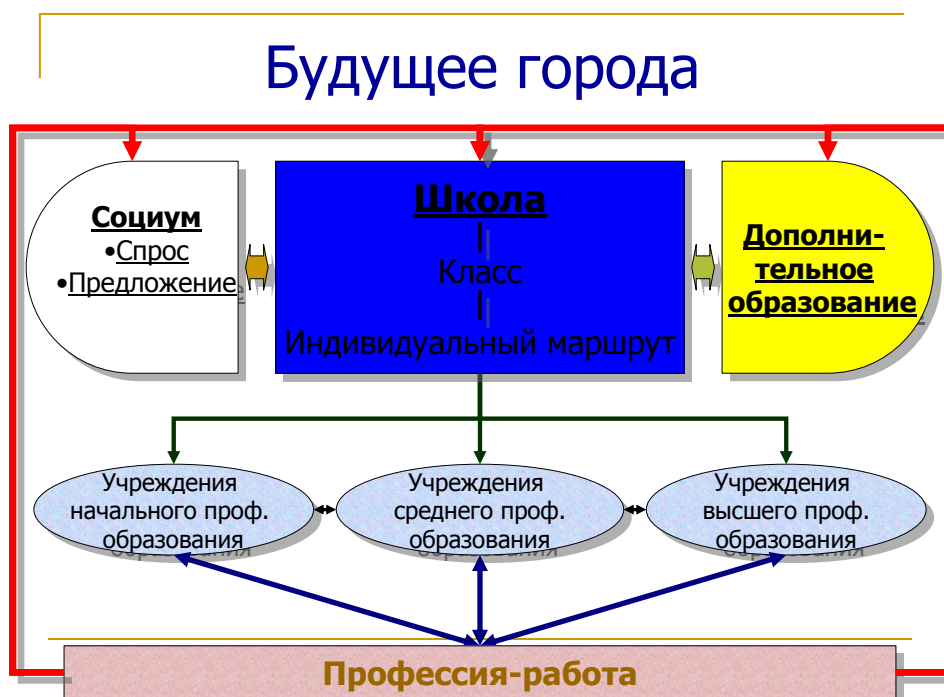 Будущее города
Социум
•Спрос
•Предложение
Школа
Класс
Индивидуальный маршрут
Дополни-
тельное
образование
Учреждения
начального проф.
образования
Учреждения
среднего проф.
образования
Учреждения
высшего проф.
образования
Профессия-работа